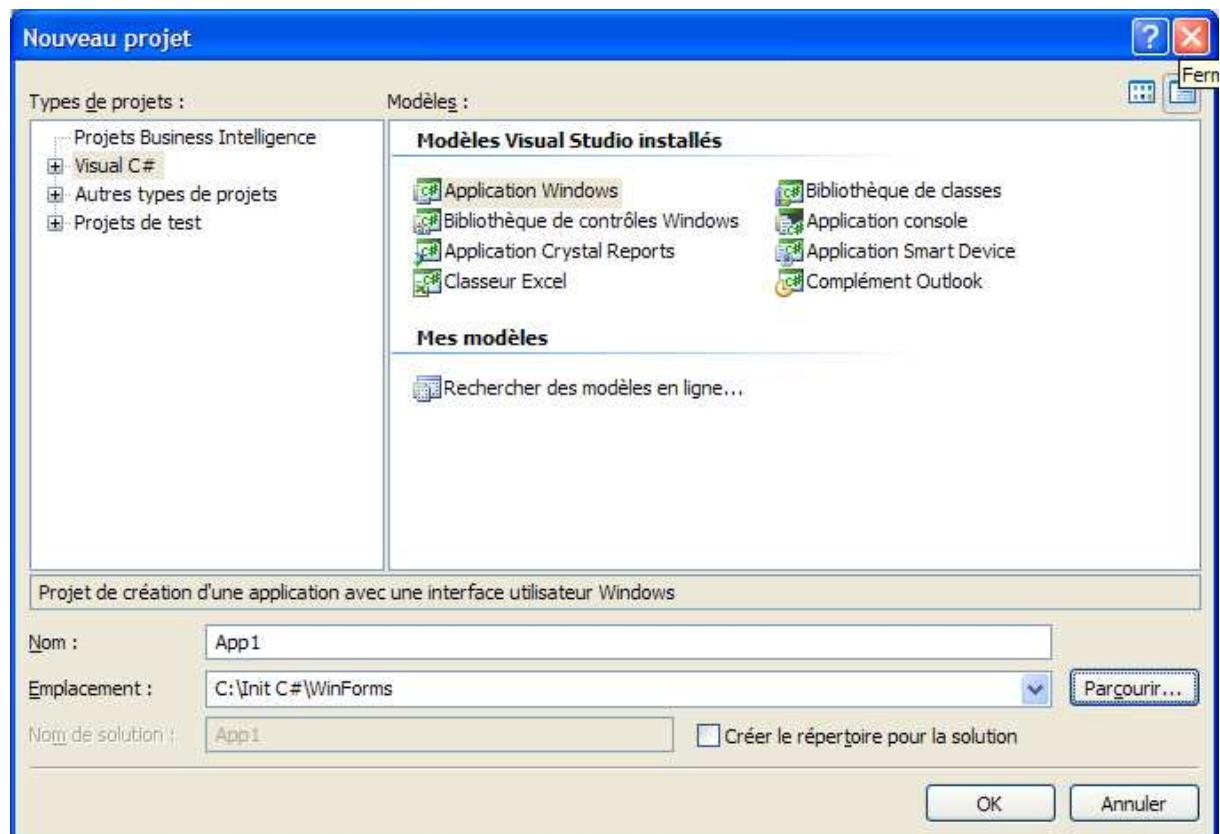 Nouveau projet
Ferm
Types de projets :
Modèles :
Projets Business Intelligence
Visual C#
Autres types de projets
Projets de test
Modèles Visual Studio installés
Application Windows
Bibliothèque de classes
Bibliothèque de contrôles Windows
Application console
Application Crystal Reports
Application Smart Device
Classeur Excel
Complément Outlook
Mes modèles
Rechercher des modèles en ligne...
Projet de création d'une application avec une interface utilisateur Windows
Nom :
App1
Emplacement :
C:\Init C#\WinForms
Parcourir...
Nom de solution :
App1
Créer le répertoire pour la solution
OK
Annuler